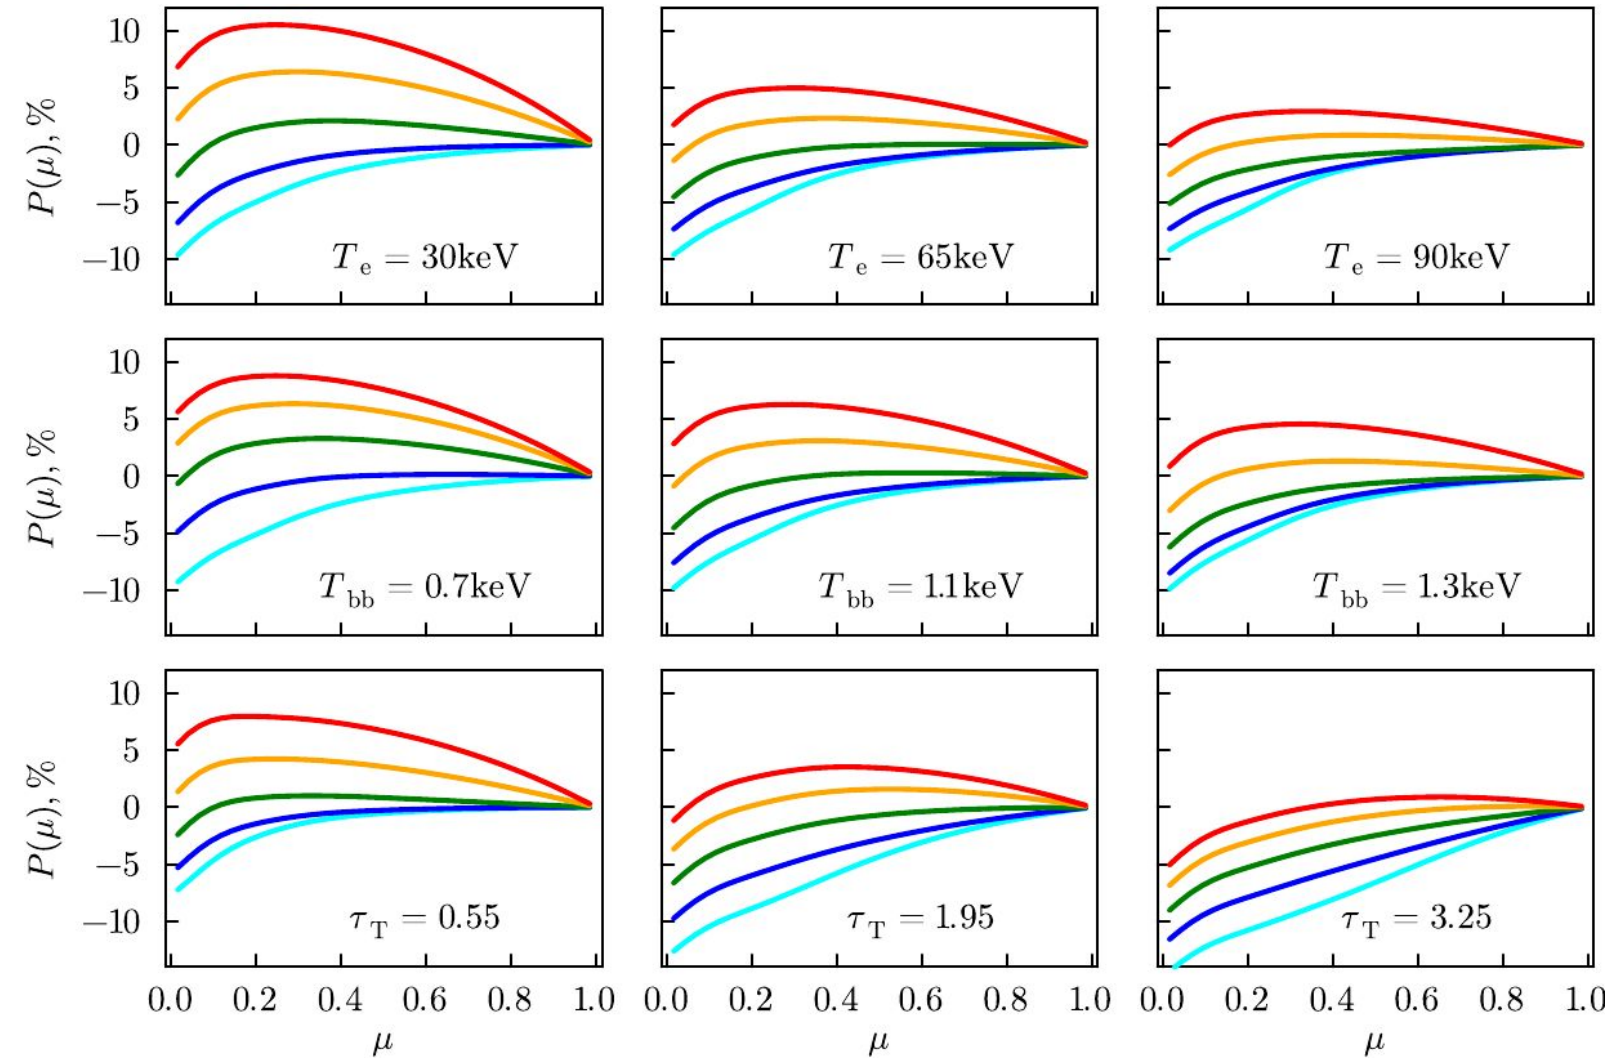 10
5
0
−5
−10
P(μ), %
T_e = 30keV
T_e = 65keV
T_e = 90keV
10
5
0
−5
−10
P(μ), %
T_bb = 0.7keV
T_bb = 1.1keV
T_bb = 1.3keV
10
5
0
−5
−10
P(μ), %
τ_T = 0.55
τ_T = 1.95
τ_T = 3.25
0.0 0.2 0.4 0.6 0.8 1.0 0.0 0.2 0.4 0.6 0.8 1.0 0.0 0.2 0.4 0.6 0.8 1.0
μ μ μ